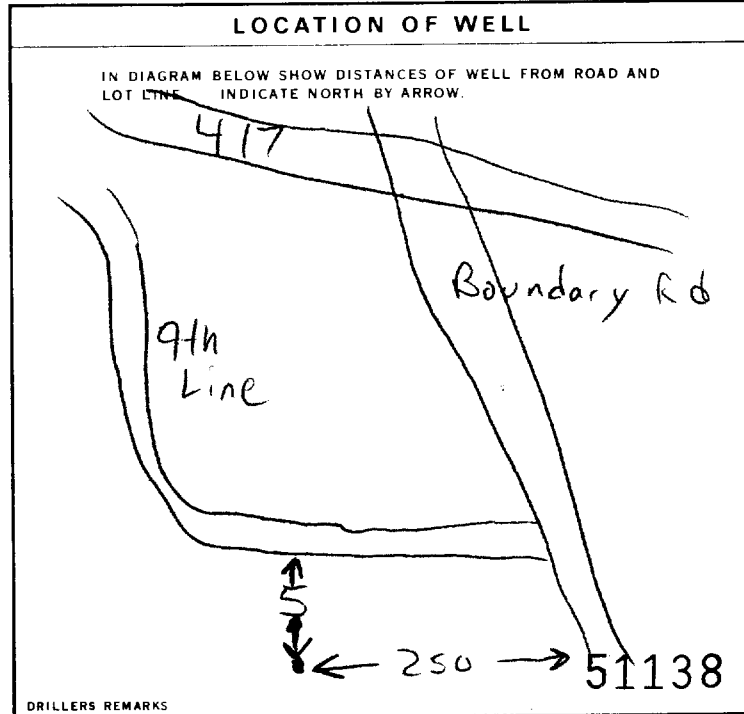 LOCATION OF WELL
IN DIAGRAM BELOW SHOW DISTANCES OF WELL FROM ROAD AND
LOT LINE INDICATE NORTH BY ARROW.
417
Boundary Rd
9th
Line
5
250
51138
DRILLERS REMARKS